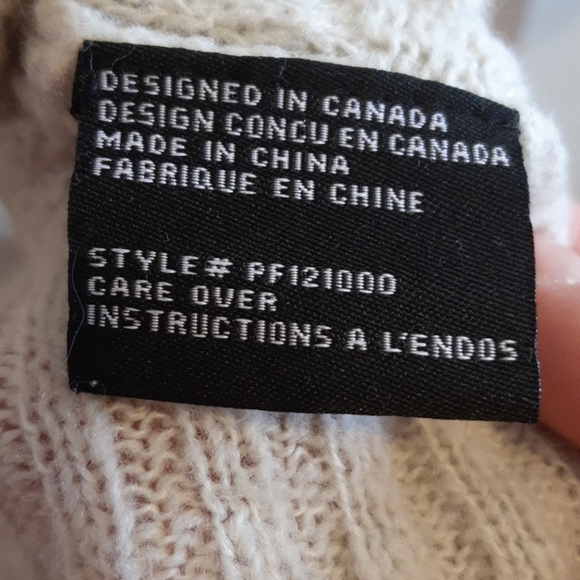 DESIGNED IN CANADA
DESIGN CONCU EN CANADA
MADE IN CHINA
FABRIQUE EN CHINE
STYLE# PF121000
CARE OVER
INSTRUCTIONS A L'ENDOS